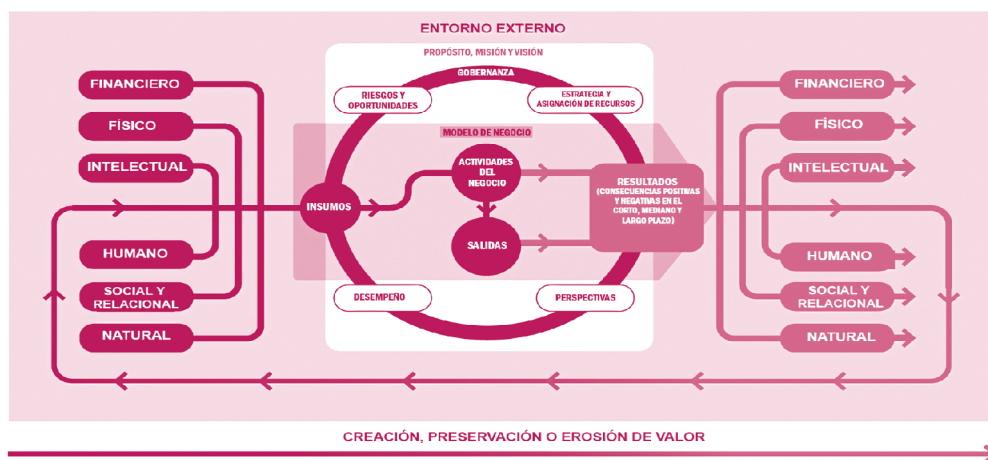 ENTORNO EXTERNO
PROPÓSITO, MISIÓN Y VISIÓN
GOBERNANZA
FINANCIERO
FÍSICO
INTELECTUAL
HUMANO
SOCIAL Y
RELACIONAL
NATURAL
RIESGOS Y
OPORTUNIDADES
ESTRATEGIA Y
ASIGNACIÓN DE RECURSOS
MODELO DE NEGOCIO
INSUMOS
ACTIVIDADES
DEL
NEGOCIO
SALIDAS
RESULTADOS
(CONSECUENCIAS POSITIVAS
Y NEGATIVAS EN EL
CORTO, MEDIANO Y
LARGO PLAZO)
DESEMPEÑO
PERSPECTIVAS
FINANCIERO
FÍSICO
INTELECTUAL
HUMANO
SOCIAL Y
RELACIONAL
NATURAL
CREACIÓN, PRESERVACIÓN O EROSIÓN DE VALOR